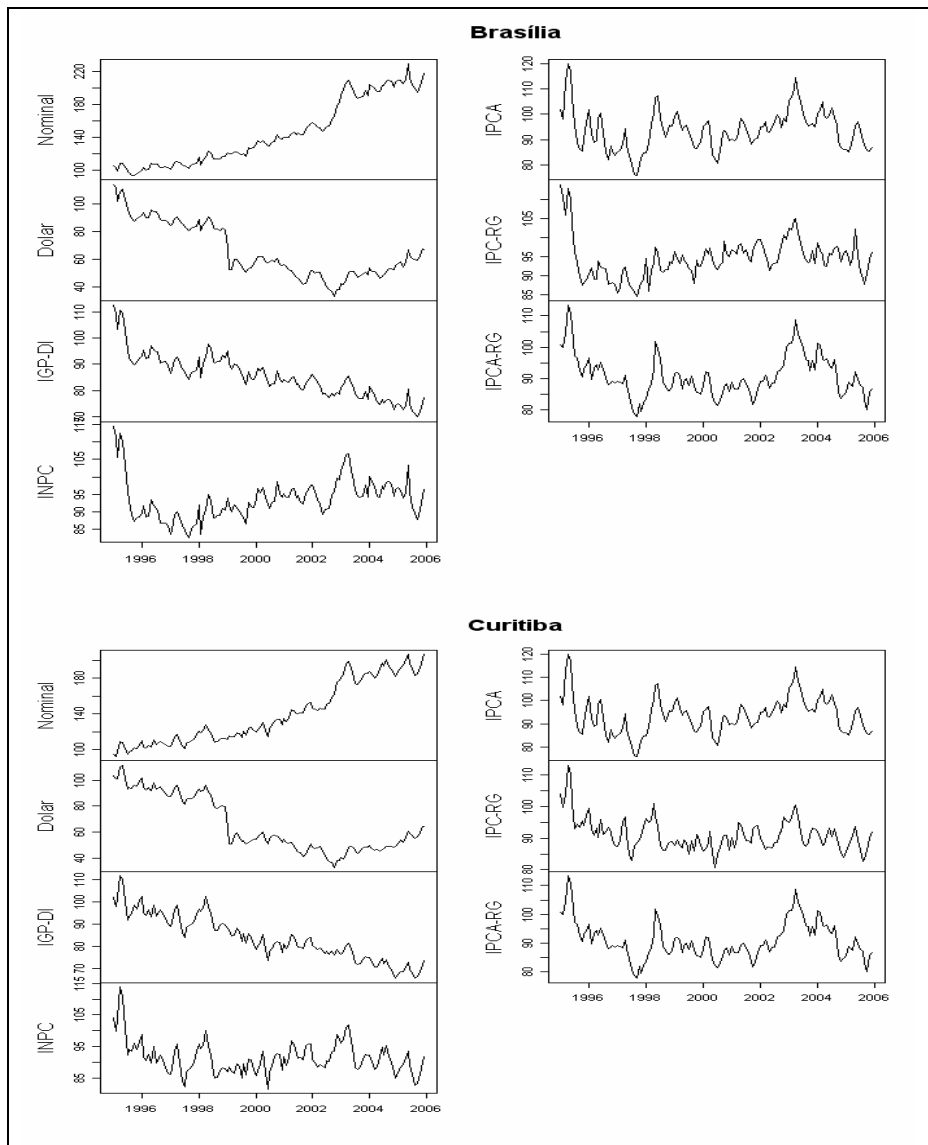 Brasília
Nominal
100 140 180 220
Dolar
40 60 80 100
IGP-DI
80 90 100 110
INPC
85 90 95 105 115
1996 1998 2000 2002 2004 2006
IPCA
80 90 100 110 120
IPC-RG
85 90 95 105
IPCA-RG
80 90 100 110
1996 1998 2000 2002 2004 2006
Curitiba
Nominal
100 140 180
Dolar
40 60 80 100
IGP-DI
70 80 90 100 110
INPC
85 95 105 115
1996 1998 2000 2002 2004 2006
IPCA
80 90 100 110 120
IPC-RG
80 90 100 110
IPCA-RG
80 90 100 110
1996 1998 2000 2002 2004 2006